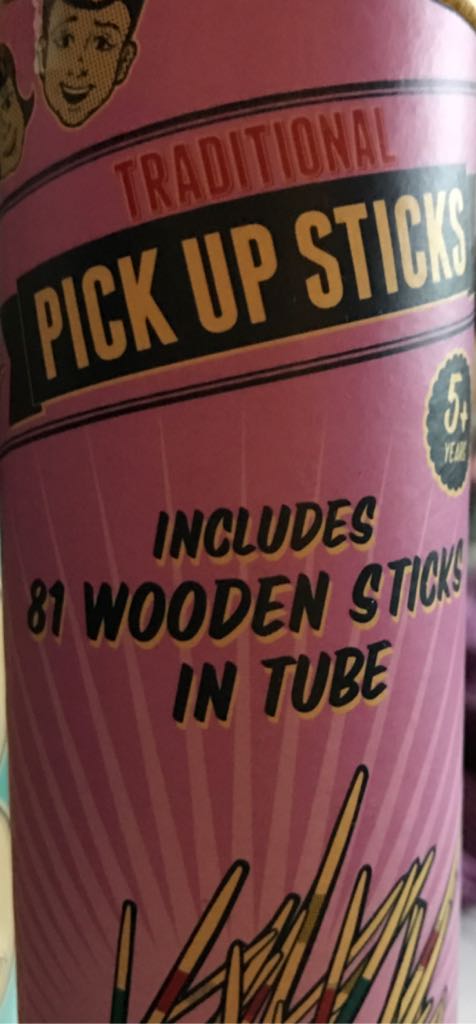 TRADITIONAL
PICK UP STICKS
5+
YEARS
INCLUDES
81 WOODEN STICKS
IN TUBE